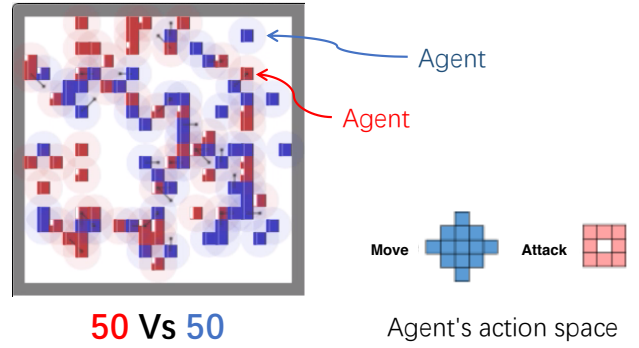 Agent
Agent
Move
Attack
50 Vs 50
Agent's action space